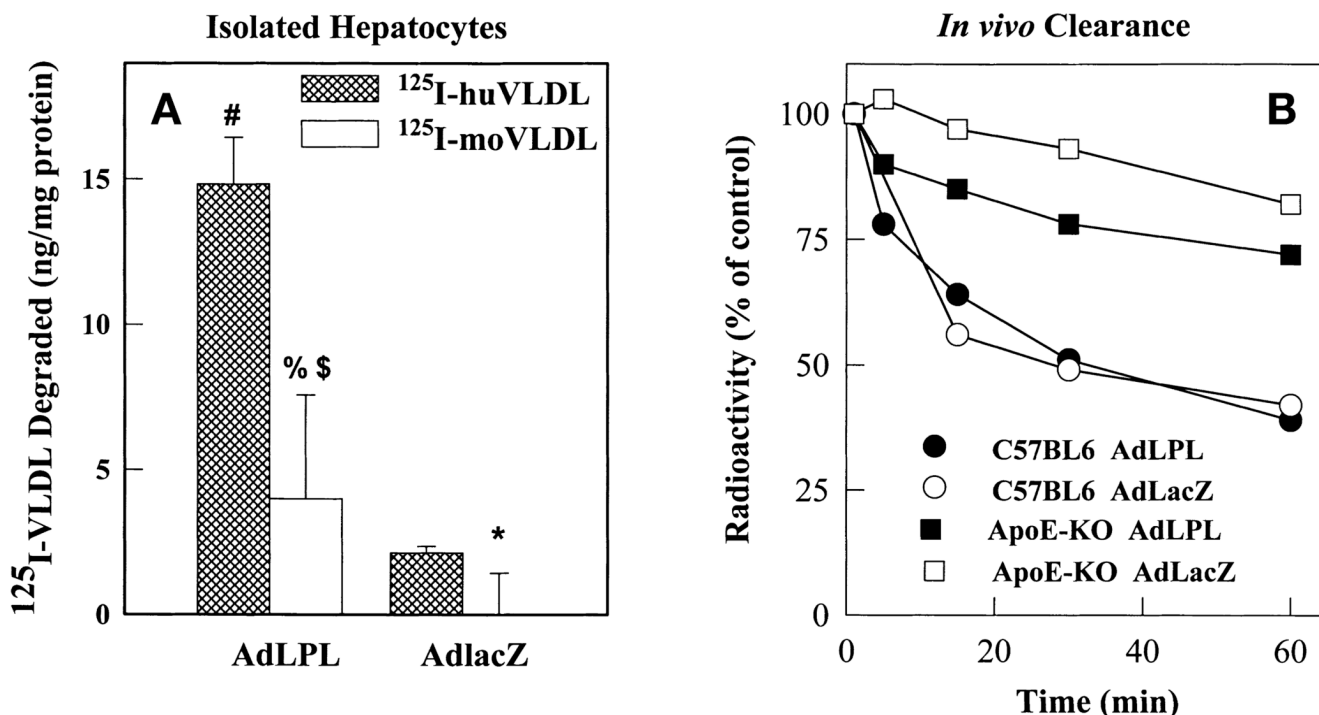 Isolated Hepatocytes
A
¹²⁵I-huVLDL
¹²⁵I-moVLDL
#
% $
*
¹²⁵I-VLDL Degraded (ng/mg protein)
15
10
5
0
AdLPL AdlacZ
In vivo Clearance
B
Radioactivity (% of control)
100
75
50
25
0
C57BL6 AdLPL
C57BL6 AdLacZ
ApoE-KO AdLPL
ApoE-KO AdLacZ
0 20 40 60
Time (min)